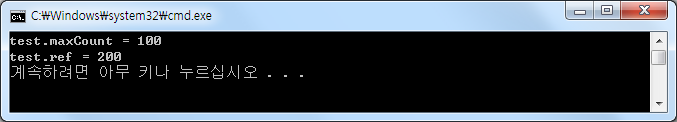 C:₩Windows₩system32₩cmd.exe
test.maxCount = 100
test.ref = 200
계속하려면 아무 키나 누르십시오 . . .